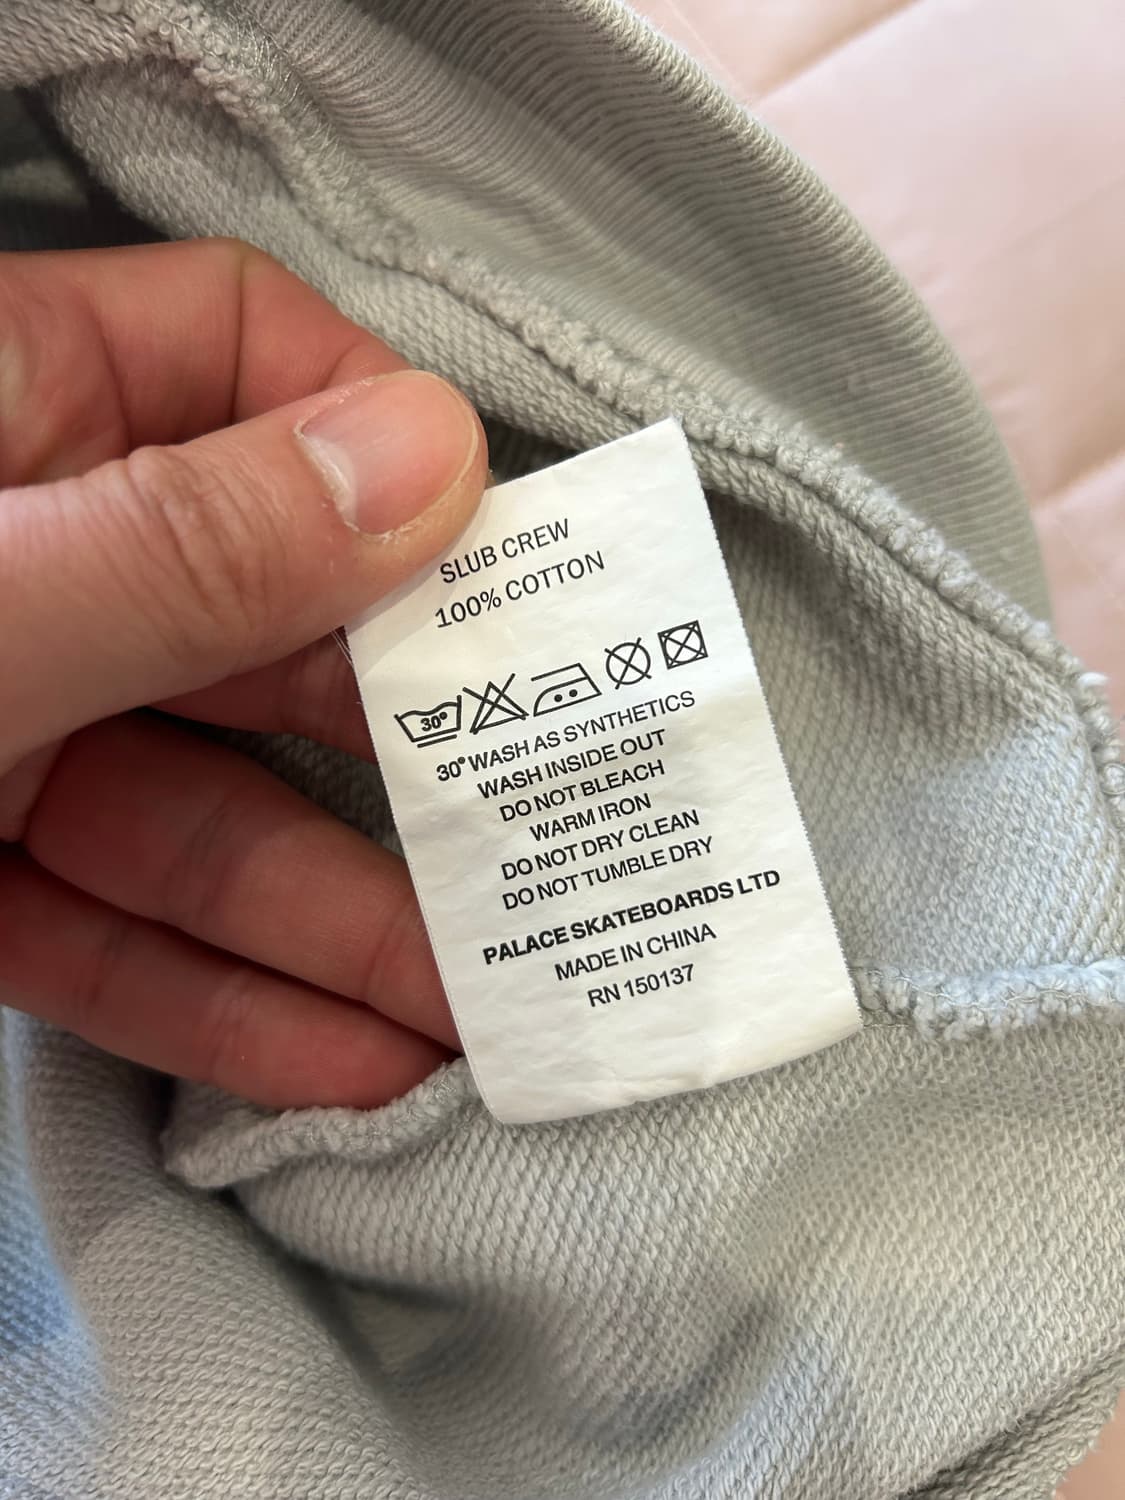 SLUB CREW
100% COTTON
30°
30° WASH AS SYNTHETICS
WASH INSIDE OUT
DO NOT BLEACH
WARM IRON
DO NOT DRY CLEAN
DO NOT TUMBLE DRY
PALACE SKATEBOARDS LTD
MADE IN CHINA
RN 150137